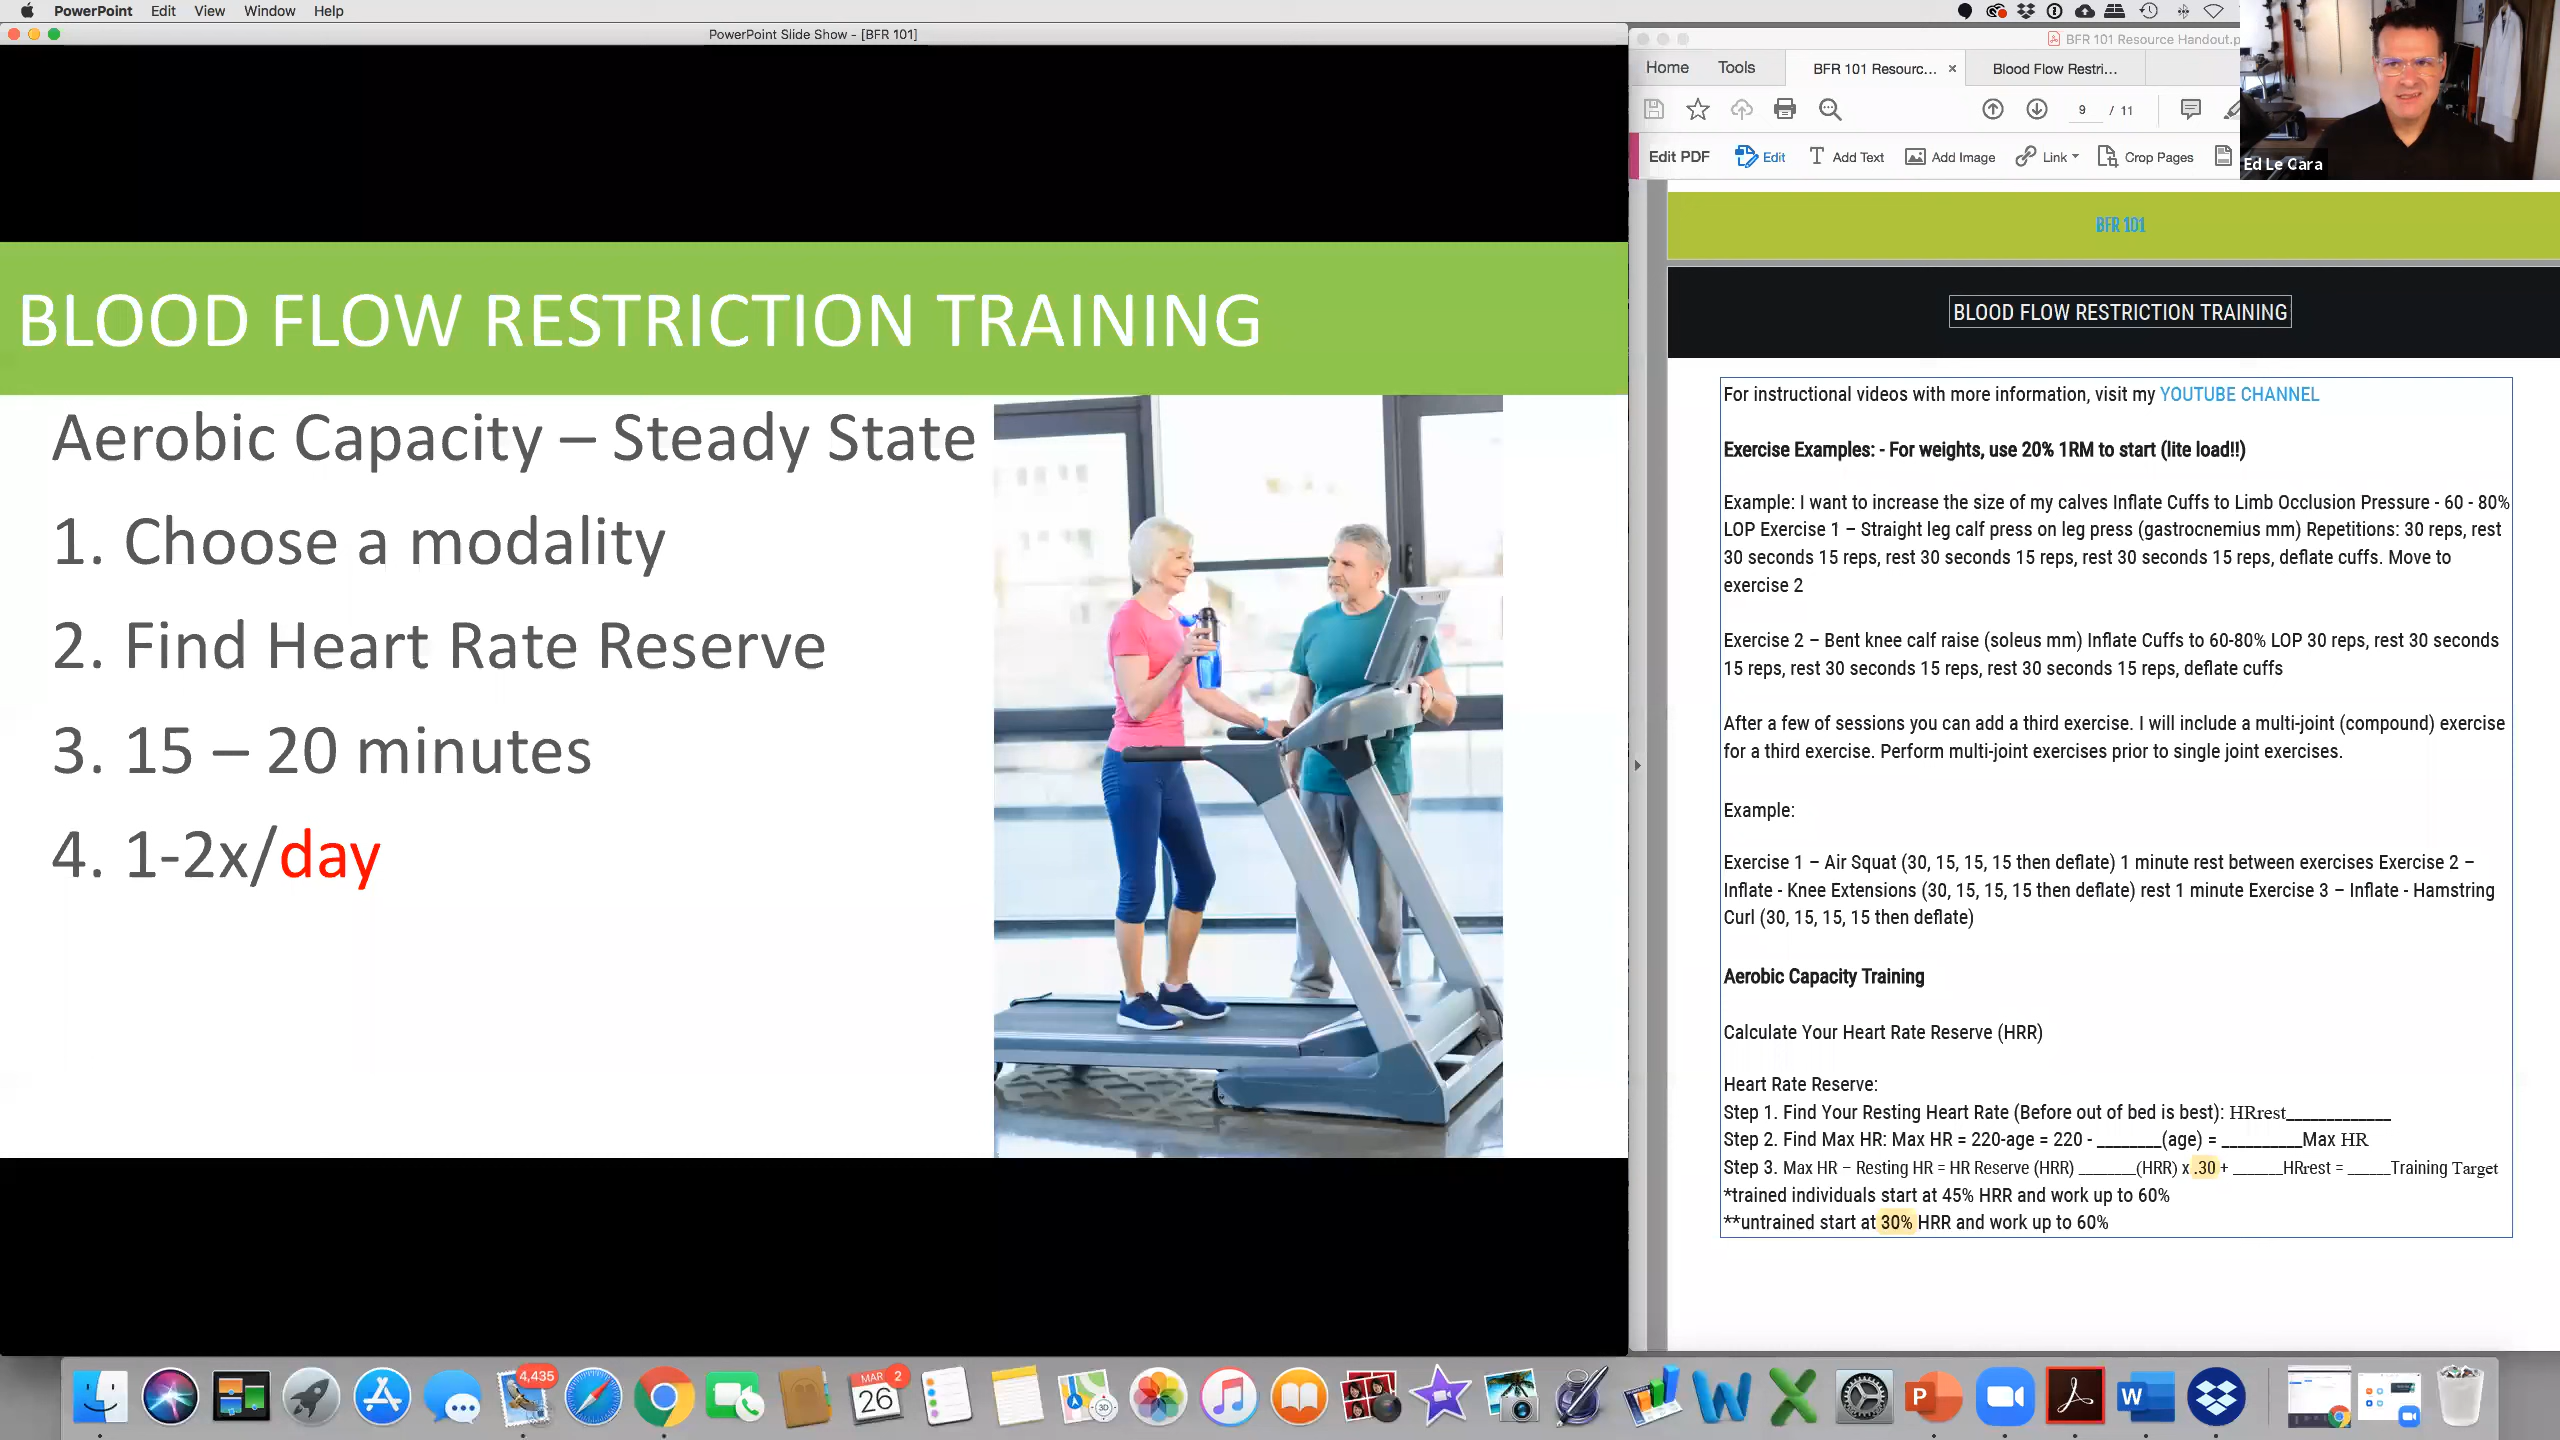 PowerPoint Edit View Window Help
PowerPoint Slide Show - [BFR 101]
BLOOD FLOW RESTRICTION TRAINING
Aerobic Capacity – Steady State
1. Choose a modality
2. Find Heart Rate Reserve
3. 15 – 20 minutes
4. 1-2x/day
BFR 101 Resource Handout.p
Home Tools BFR 101 Resourc... × Blood Flow Restri...
9 / 11
Edit PDF Edit Add Text Add Image Link Crop Pages
Ed Le Cara
BFR 101
BLOOD FLOW RESTRICTION TRAINING
For instructional videos with more information, visit my YOUTUBE CHANNEL
Exercise Examples: - For weights, use 20% 1RM to start (lite load!!)
Example: I want to increase the size of my calves Inflate Cuffs to Limb Occlusion Pressure - 60 - 80%
LOP Exercise 1 – Straight leg calf press on leg press (gastrocnemius mm) Repetitions: 30 reps, rest
30 seconds 15 reps, rest 30 seconds 15 reps, rest 30 seconds 15 reps, deflate cuffs. Move to
exercise 2
Exercise 2 – Bent knee calf raise (soleus mm) Inflate Cuffs to 60-80% LOP 30 reps, rest 30 seconds
15 reps, rest 30 seconds 15 reps, rest 30 seconds 15 reps, deflate cuffs
After a few of sessions you can add a third exercise. I will include a multi-joint (compound) exercise
for a third exercise. Perform multi-joint exercises prior to single joint exercises.
Example:
Exercise 1 – Air Squat (30, 15, 15, 15 then deflate) 1 minute rest between exercises Exercise 2 –
Inflate - Knee Extensions (30, 15, 15, 15 then deflate) rest 1 minute Exercise 3 – Inflate - Hamstring
Curl (30, 15, 15, 15 then deflate)
Aerobic Capacity Training
Calculate Your Heart Rate Reserve (HRR)
Heart Rate Reserve:
Step 1. Find Your Resting Heart Rate (Before out of bed is best): HRrest_____________
Step 2. Find Max HR: Max HR = 220-age = 220 - ________(age) = __________Max HR
Step 3. Max HR – Resting HR = HR Reserve (HRR) ________(HRR) x .30 + _______HRrest = ______Training Target
*trained individuals start at 45% HRR and work up to 60%
**untrained start at 30% HRR and work up to 60%
4,435
MAR 2
26
3D
P
W